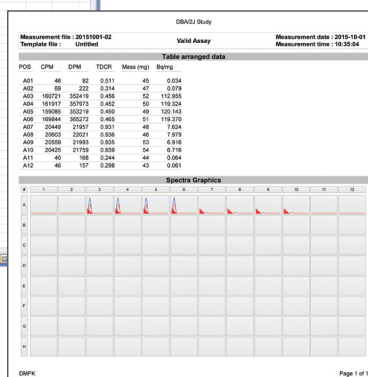 DBA/2J Study
Measurement file : 20151001-02
Template file : Untitled
Valid Assay
Measurement date : 2015-10-01
Measurement time : 10:35:04
Table arranged data
POS CPM DPM TDCR Mass (mg) Bq/mg
A01 46 92 0.511 45 0.034
A02 69 222 0.314 47 0.079
A03 160721 352419 0.456 52 112.955
A04 161917 357973 0.452 50 119.324
A05 159085 353219 0.450 49 120.143
A06 169844 365272 0.465 51 119.370
A07 20449 21957 0.931 48 7.624
A08 20603 22021 0.936 46 7.979
A09 20559 21993 0.935 53 6.916
A10 20425 21759 0.939 54 6.716
A11 40 168 0.244 44 0.064
A12 46 157 0.298 43 0.061
Spectra Graphics
# 1 2 3 4 5 6 7 8 9 10 11 12
A
B
C
D
E
F
G
H
DMPK
Page 1 of 1